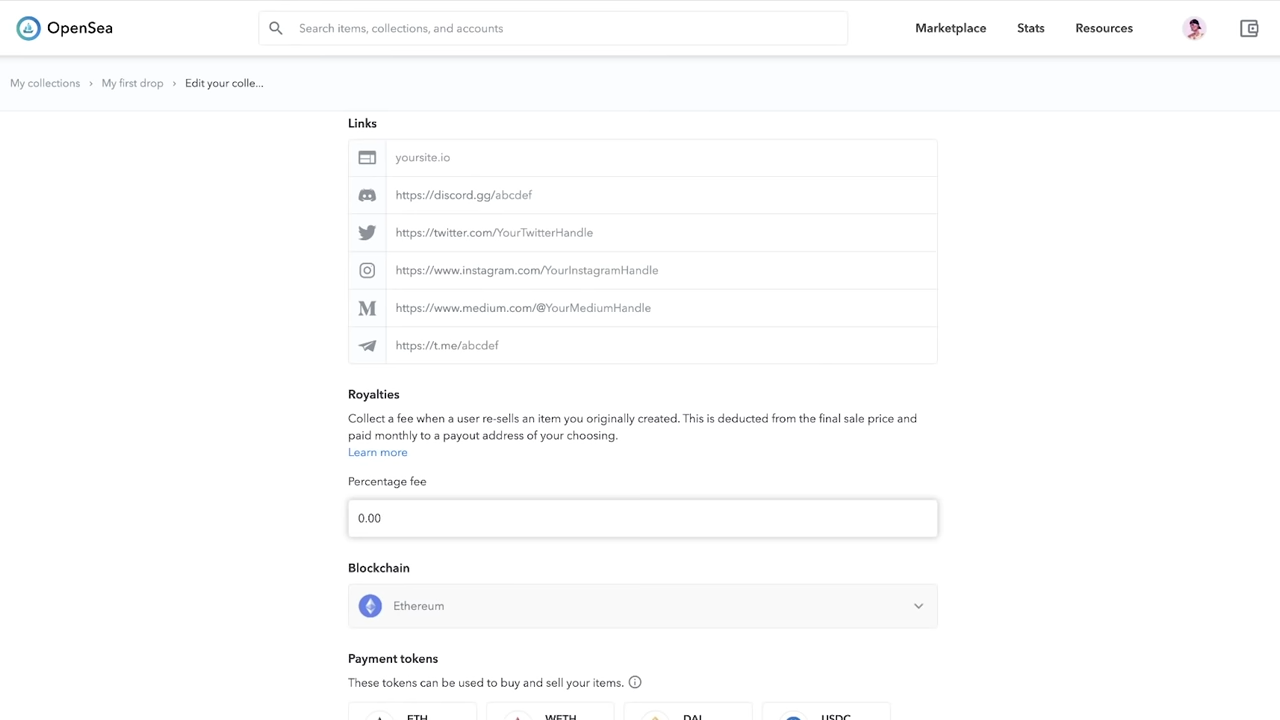 OpenSea
Search items, collections, and accounts
Marketplace
Stats
Resources
My collections › My first drop › Edit your colle...
Links
yoursite.io
https://discord.gg/abcdef
https://twitter.com/YourTwitterHandle
https://www.instagram.com/YourInstagramHandle
https://www.medium.com/@YourMediumHandle
https://t.me/abcdef
Royalties
Collect a fee when a user re-sells an item you originally created. This is deducted from the final sale price and
paid monthly to a payout address of your choosing.
Learn more
Percentage fee
0.00
Blockchain
Ethereum
Payment tokens
These tokens can be used to buy and sell your items.
ETH
WETH
DAI
USDC